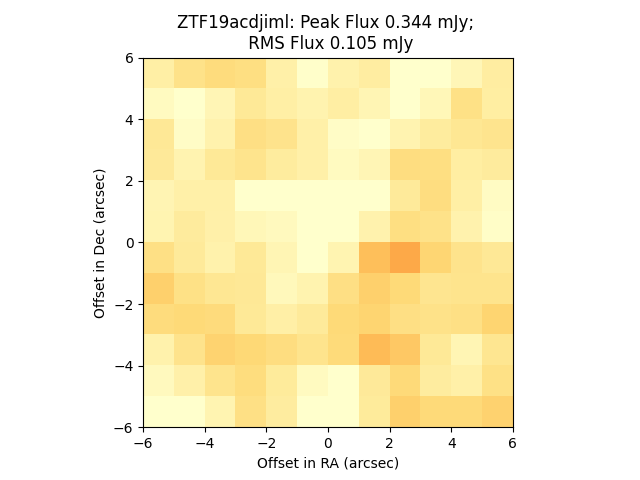 ZTF19acdjiml: Peak Flux 0.344 mJy;
RMS Flux 0.105 mJy
6
4
2
0
−2
−4
−6
Offset in Dec (arcsec)
−6 −4 −2 0 2 4 6
Offset in RA (arcsec)